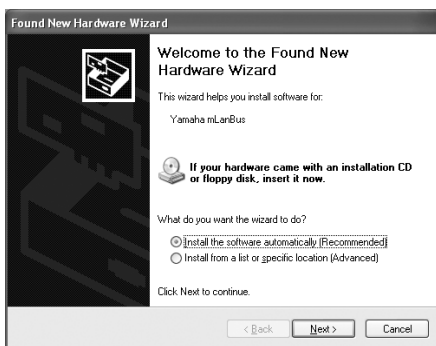 Found New Hardware Wizard
Welcome to the Found New
Hardware Wizard
This wizard helps you install software for:
Yamaha mLanBus
If your hardware came with an installation CD
or floppy disk, insert it now.
What do you want the wizard to do?
Install the software automatically (Recommended)
Install from a list or specific location (Advanced)
Click Next to continue.
< Back Next > Cancel